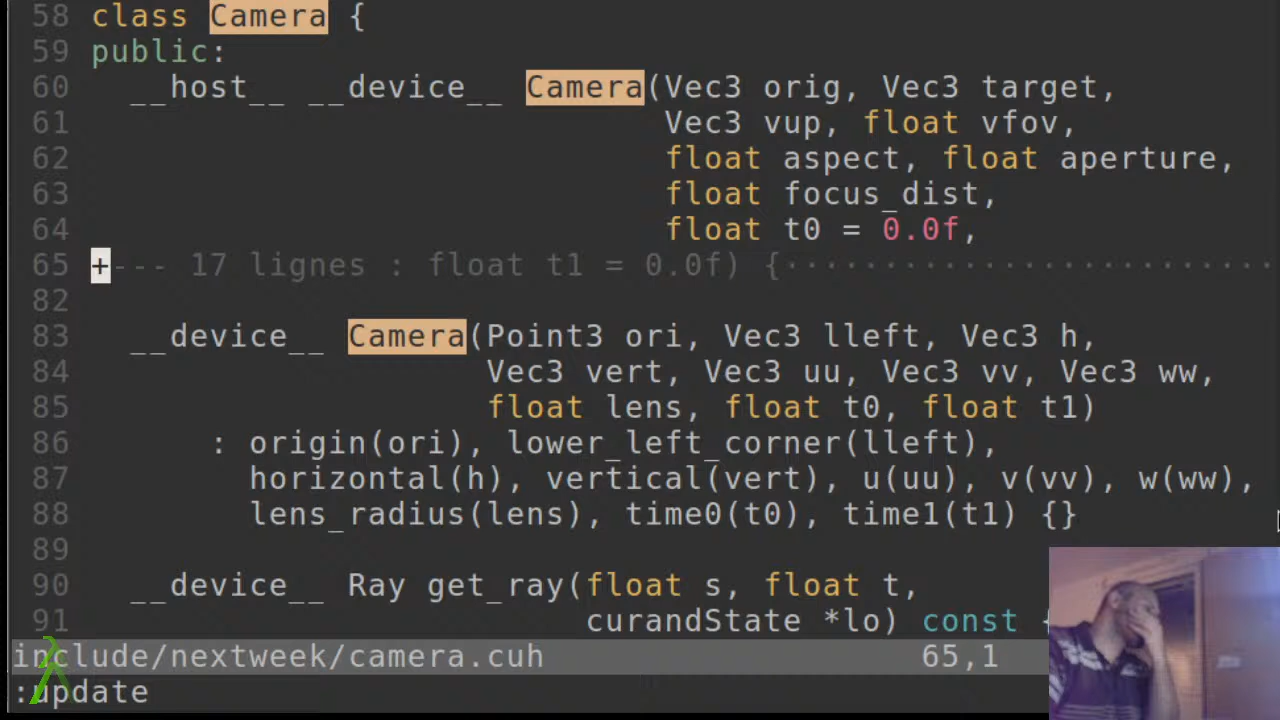 58 class Camera {
59 public:
60   __host__ __device__ Camera(Vec3 orig, Vec3 target,
61                              Vec3 vup, float vfov,
62                              float aspect, float aperture,
63                              float focus_dist,
64                              float t0 = 0.0f,
65 +--- 17 lignes : float t1 = 0.0f) {·························
82
83   __device__ Camera(Point3 ori, Vec3 lleft, Vec3 h,
84                     Vec3 vert, Vec3 uu, Vec3 vv, Vec3 ww,
85                     float lens, float t0, float t1)
86       : origin(ori), lower_left_corner(lleft),
87         horizontal(h), vertical(vert), u(uu), v(vv), w(ww),
88         lens_radius(lens), time0(t0), time1(t1) {}
89
90   __device__ Ray get_ray(float s, float t,
91                          curandState *lo) const {
include/nextweek/camera.cuh 65,1
:update
λ